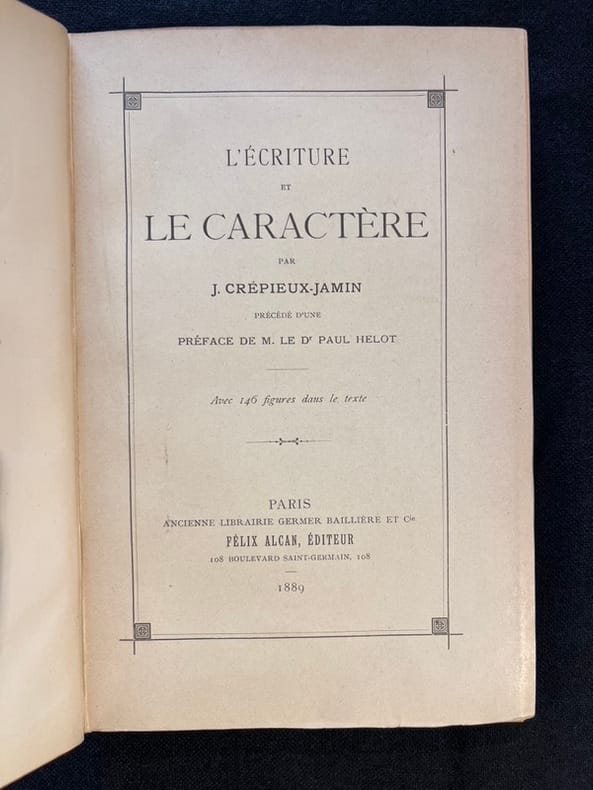 L'ÉCRITURE
ET
LE CARACTÈRE
PAR
J. CRÉPIEUX-JAMIN
PRÉCÉDÉ D'UNE
PRÉFACE DE M. LE Dr PAUL HELOT
Avec 146 figures dans le texte
PARIS
ANCIENNE LIBRAIRIE GERMER BAILLIÈRE ET Cie
FÉLIX ALCAN, ÉDITEUR
108 BOULEVARD SAINT-GERMAIN, 108
1889